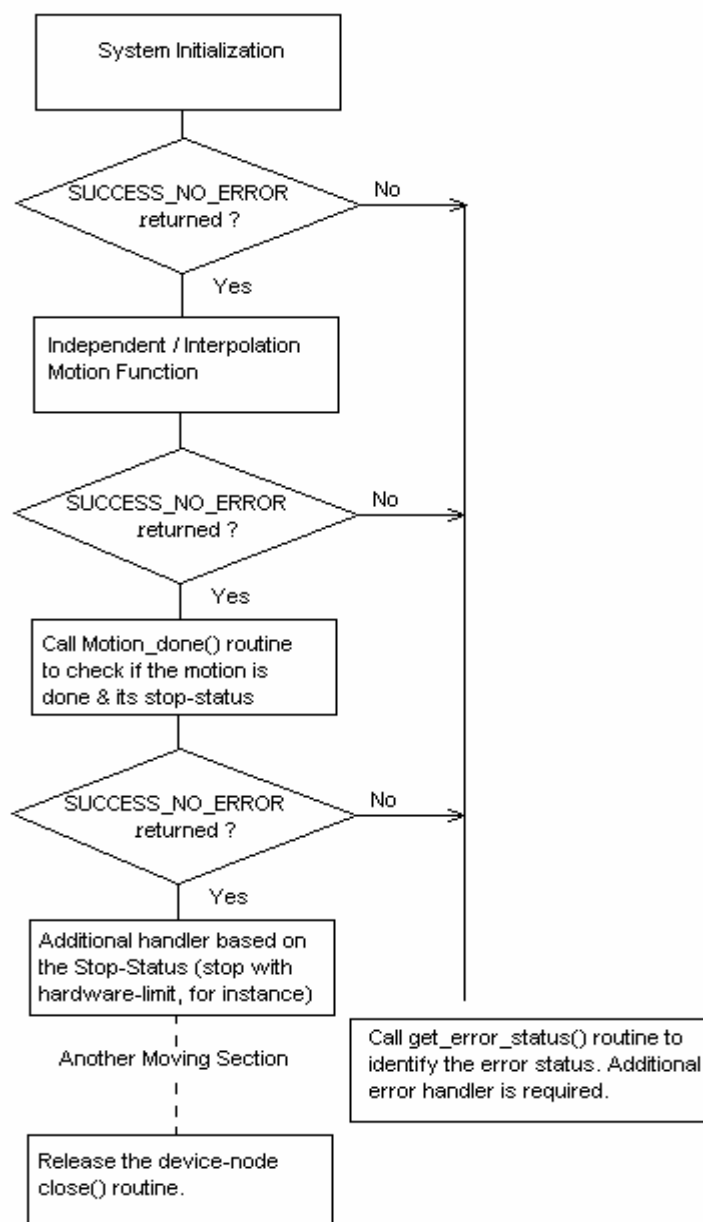 System Initialization
SUCCESS_NO_ERROR
returned ?
No
Yes
Independent / Interpolation
Motion Function
SUCCESS_NO_ERROR
returned ?
No
Yes
Call Motion_done() routine
to check if the motion is
done & its stop-status
SUCCESS_NO_ERROR
returned ?
No
Yes
Additional handler based on
the Stop-Status (stop with
hardware-limit, for instance)
Another Moving Section
Call get_error_status() routine to
identify the error status. Additional
error handler is required.
Release the device-node
close() routine.